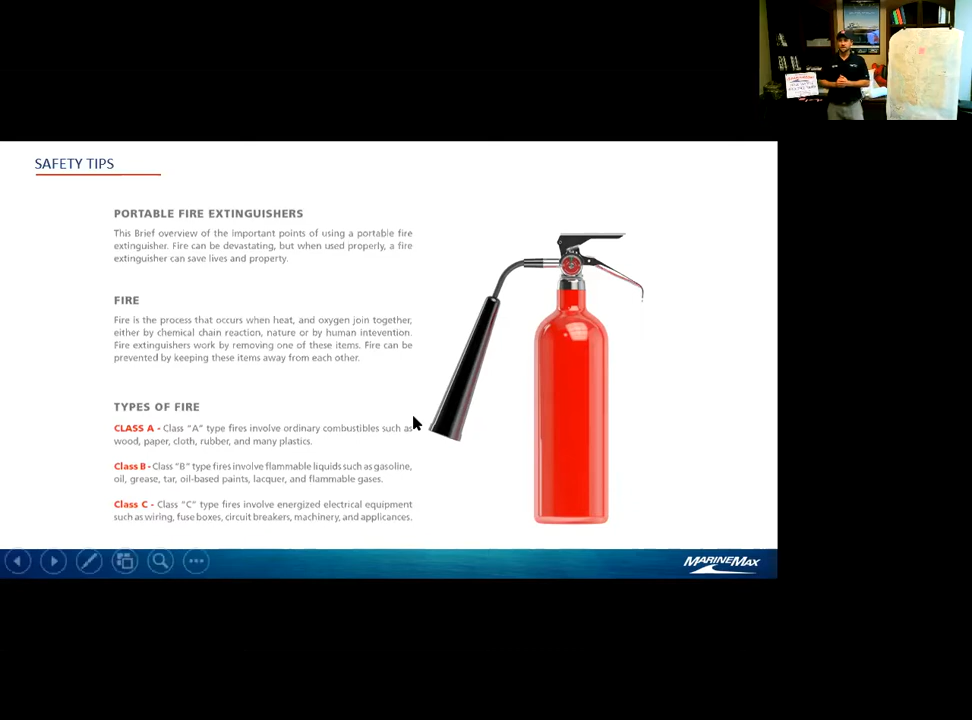 SAFETY TIPS
PORTABLE FIRE EXTINGUISHERS
This Brief overview of the important points of using a portable fire
extinguisher. Fire can be devastating, but when used properly, a fire
extinguisher can save lives and property.
FIRE
Fire is the process that occurs when heat, and oxygen join together,
either by chemical chain reaction, nature or by human intevention.
Fire extinguishers work by removing one of these items. Fire can be
prevented by keeping these items away from each other.
TYPES OF FIRE
CLASS A - Class “A” type fires involve ordinary combustibles such as
wood, paper, cloth, rubber, and many plastics.
Class B - Class “B” type fires involve flammable liquids such as gasoline,
oil, grease, tar, oil-based paints, lacquer, and flammable gases.
Class C - Class “C” type fires involve energized electrical equipment
such as wiring, fuse boxes, circuit breakers, machinery, and applicances.
MARINEMAX